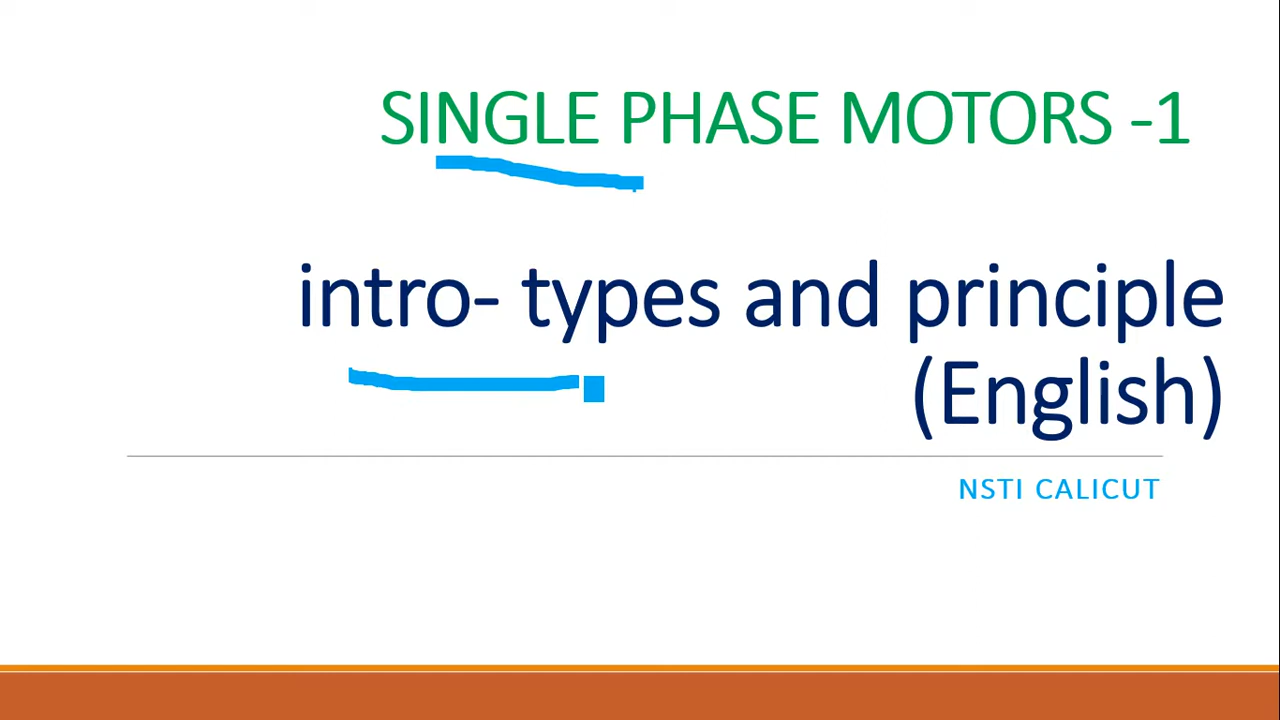 SINGLE PHASE MOTORS -1
intro- types and principle
(English)
NSTI CALICUT